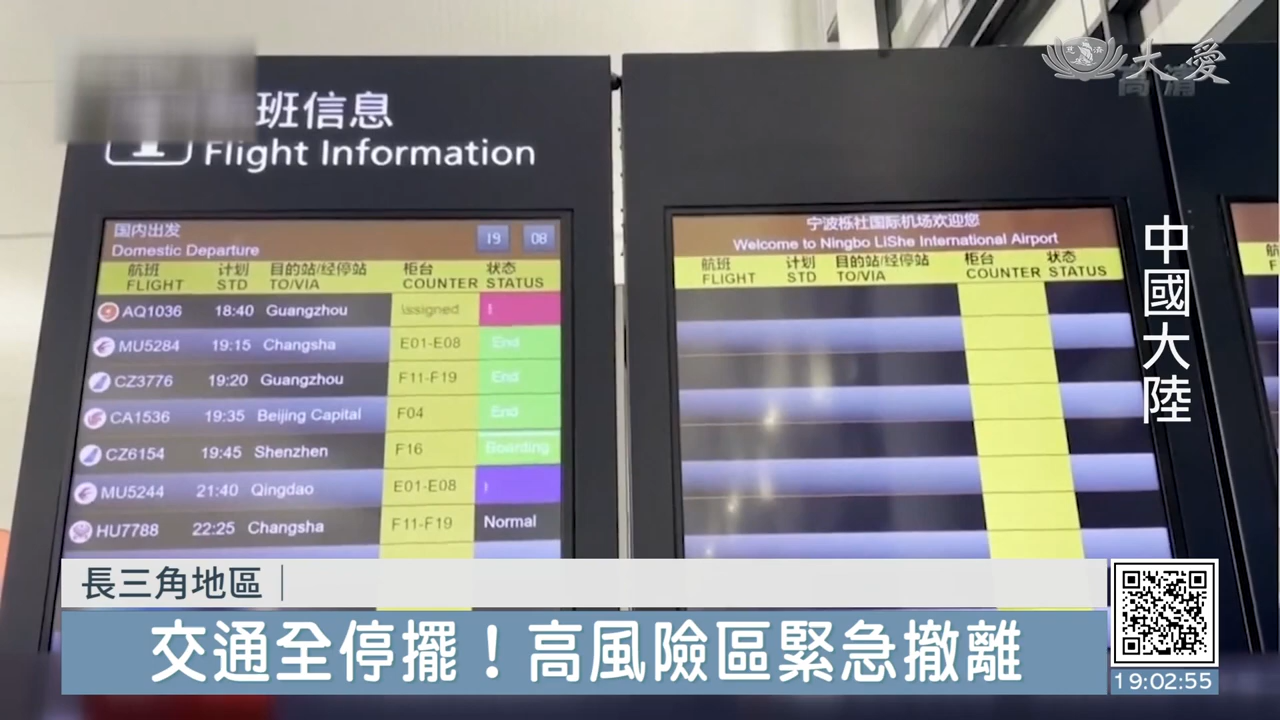 大愛
班信息
Flight Information
国内出发
Domestic Departure
19 08
航班 计划 目的站/经停站 柜台 状态
FLIGHT STD TO/VIA COUNTER STATUS
AQ1036 18:40 Guangzhou
MU5284 19:15 Changsha E01-E08 End
CZ3776 19:20 Guangzhou F11-F19 End
CA1536 19:35 Beijing Capital F04 End
CZ6154 19:45 Shenzhen F16 Boarding
MU5244 21:40 Qingdao E01-E08
HU7788 22:25 Changsha F11-F19 Normal
宁波栎社国际机场欢迎您
Welcome to Ningbo LiShe International Airport
航班 计划 目的站/经停站 柜台 状态
FLIGHT STD TO/VIA COUNTER STATUS
中國大陸
長三角地區
交通全停擺！高風險區緊急撤離
19:02:55